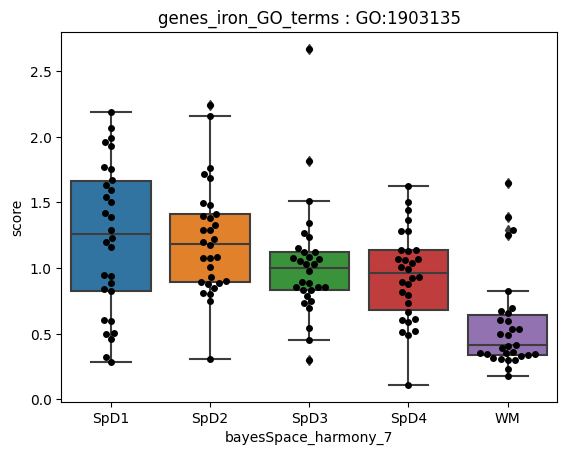 genes_iron_GO_terms : GO:1903135
score
2.5
2.0
1.5
1.0
0.5
0.0
SpD1 SpD2 SpD3 SpD4 WM
bayesSpace_harmony_7